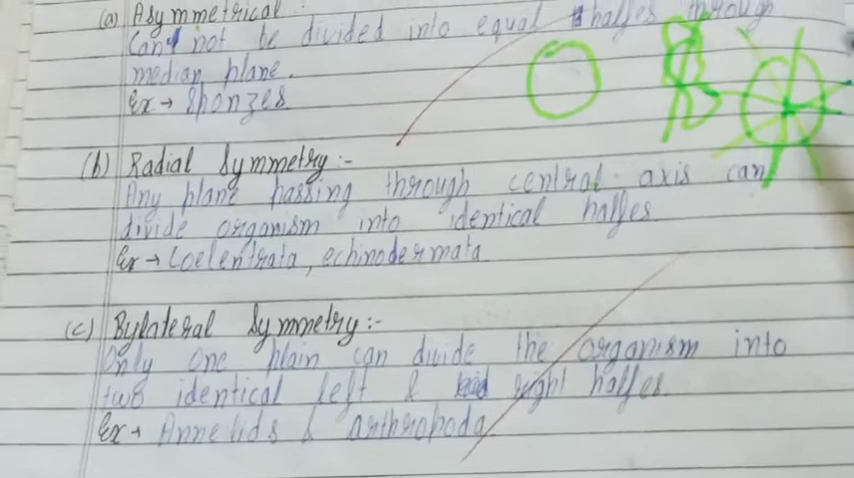 (a) Asymmetrical
Can not be divided into equal halfes through
median plane.
Ex → Sponzes
(b) Radial Symmetry :-
Any plane passing through central axis can
divide organism into identical halfes
Ex → Coelentrata, echinodermata
(c) Bylateral Symmetry :-
Only one plain can divide the organism into
two identical left & right halfes
Ex → Annelids & arthropoda